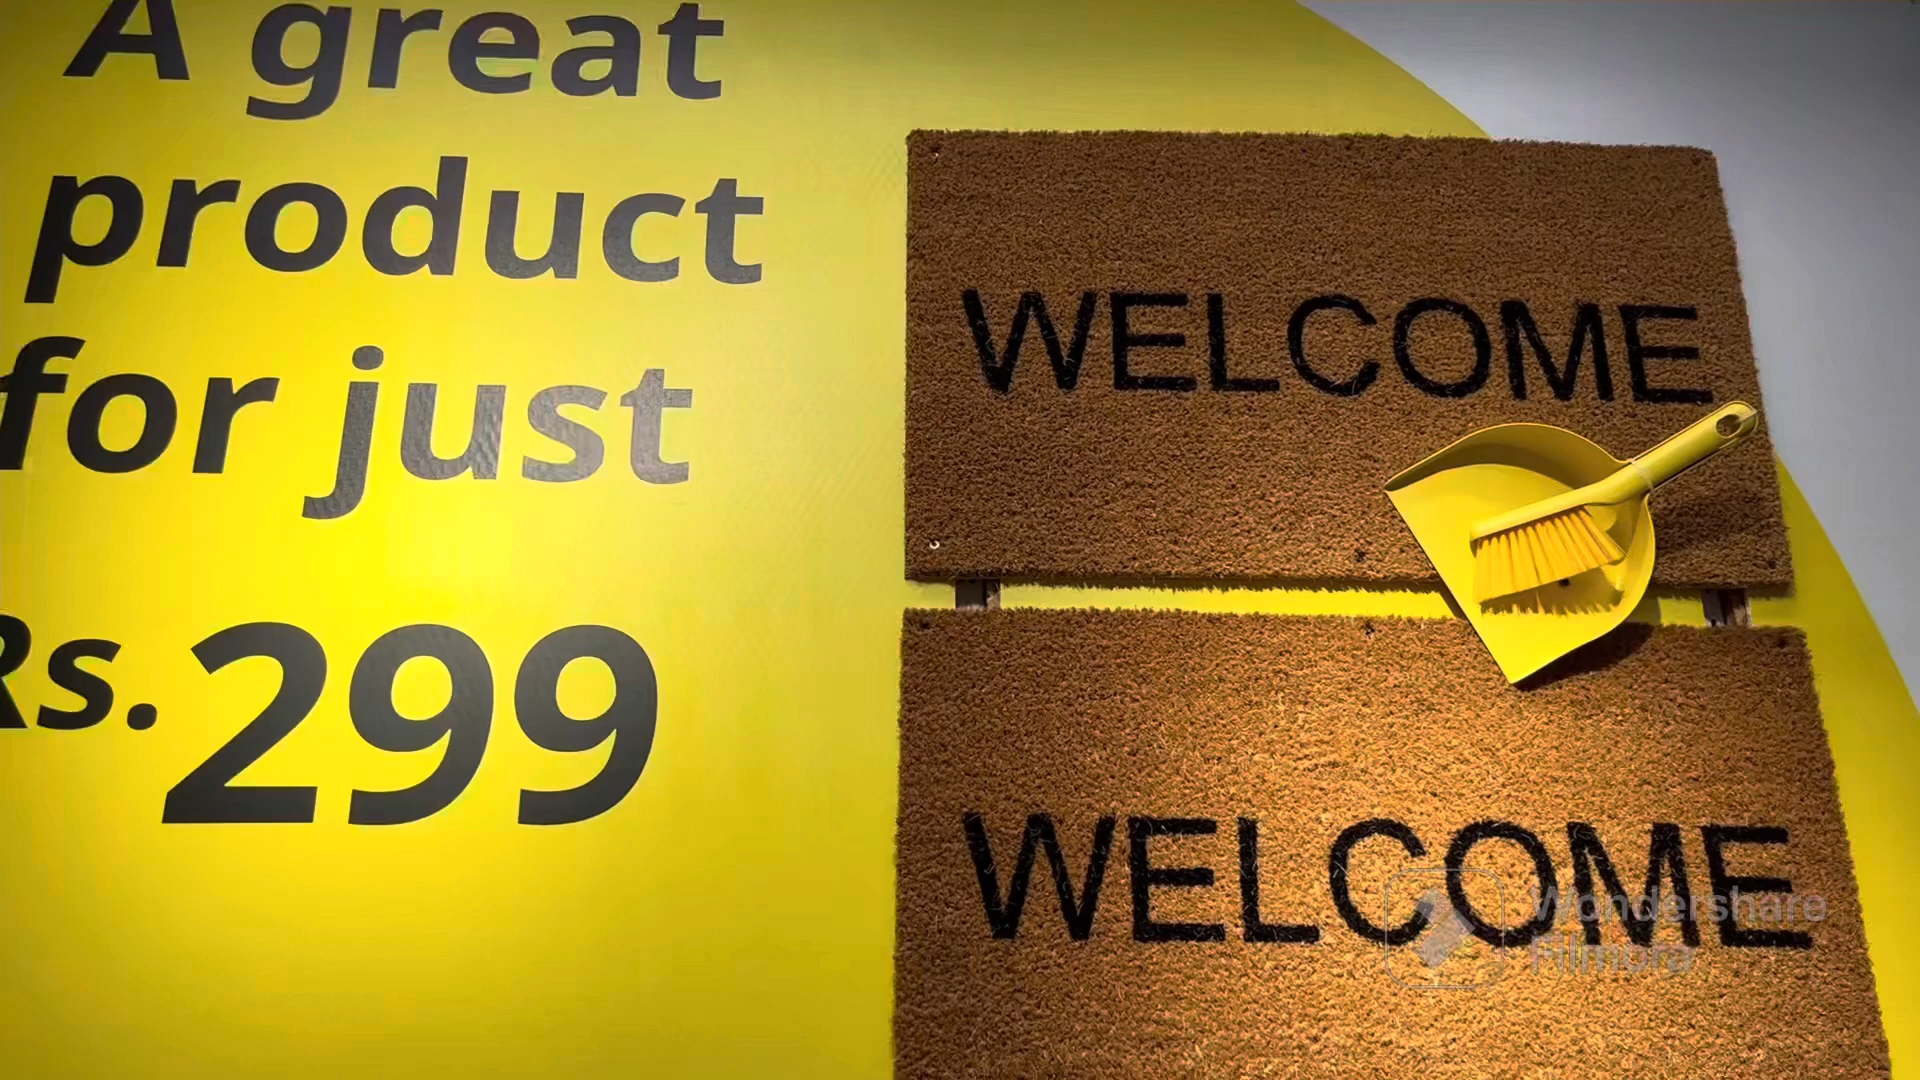 A great
product
for just
Rs. 299
WELCOME
WELCOME
Wondershare
Filmora